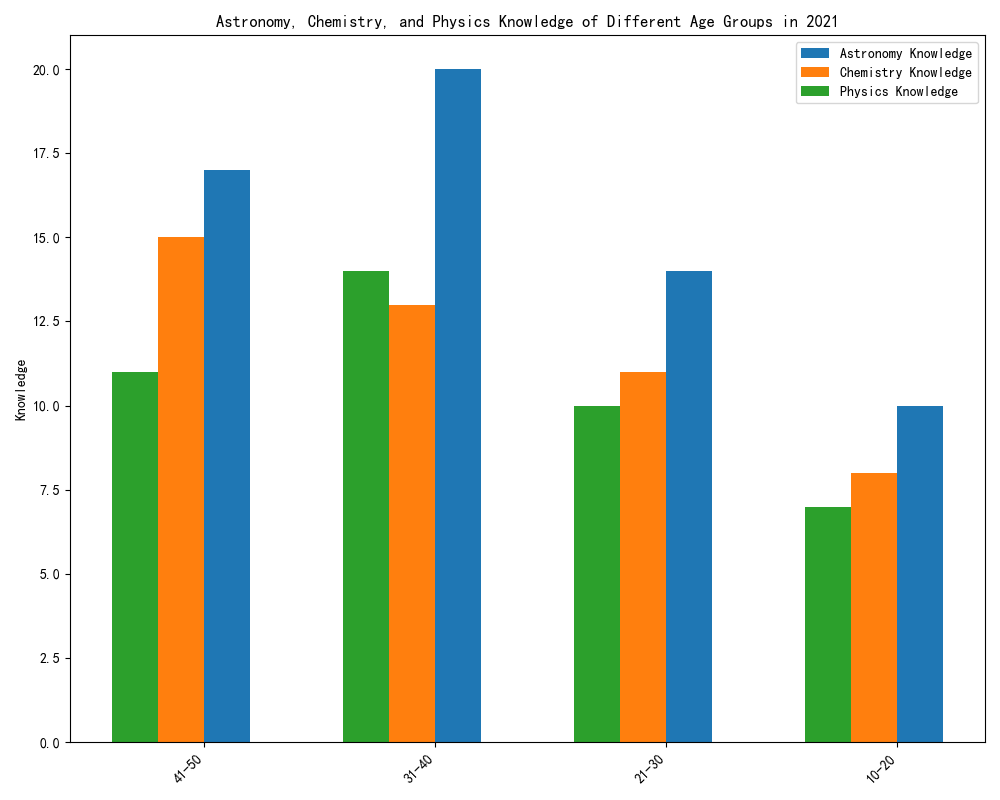 Astronomy, Chemistry, and Physics Knowledge of Different Age Groups in 2021
Astronomy Knowledge
Chemistry Knowledge
Physics Knowledge
Knowledge
20.0
17.5
15.0
12.5
10.0
7.5
5.0
2.5
0.0
41-50
31-40
21-30
10-20